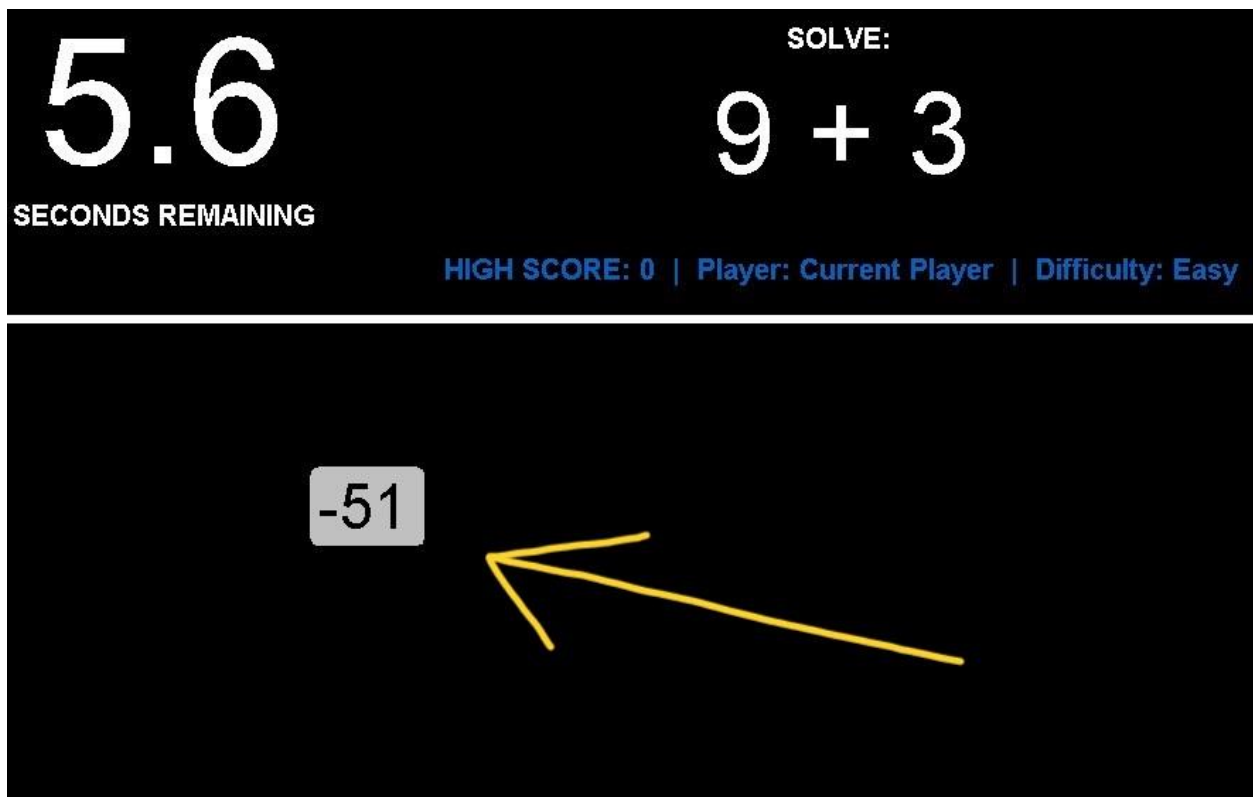 5.6
SECONDS REMAINING
SOLVE:
9 + 3
HIGH SCORE: 0 | Player: Current Player | Difficulty: Easy
-51